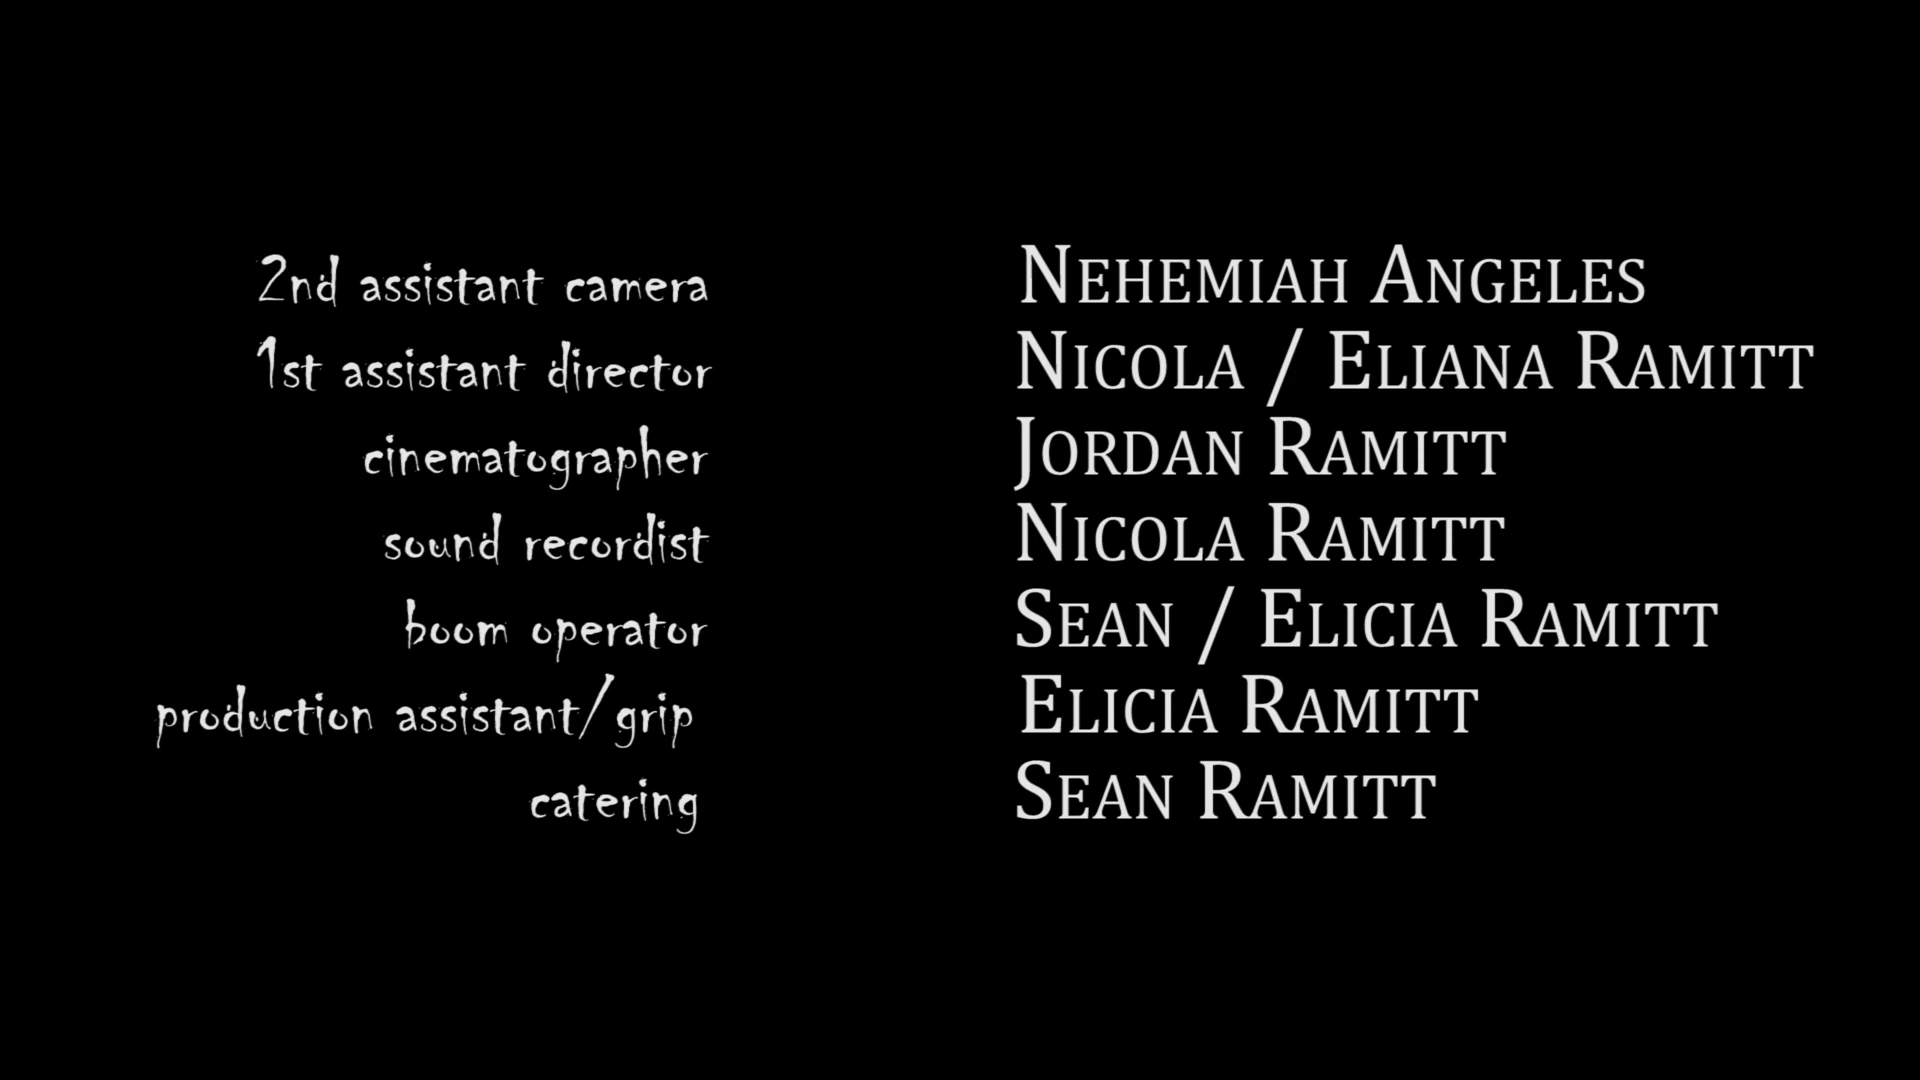 2nd assistant camera NEHEMIAH ANGELES
1st assistant director NICOLA / ELIANA RAMITT
cinematographer JORDAN RAMITT
sound recordist NICOLA RAMITT
boom operator SEAN / ELICIA RAMITT
production assistant/grip ELICIA RAMITT
catering SEAN RAMITT